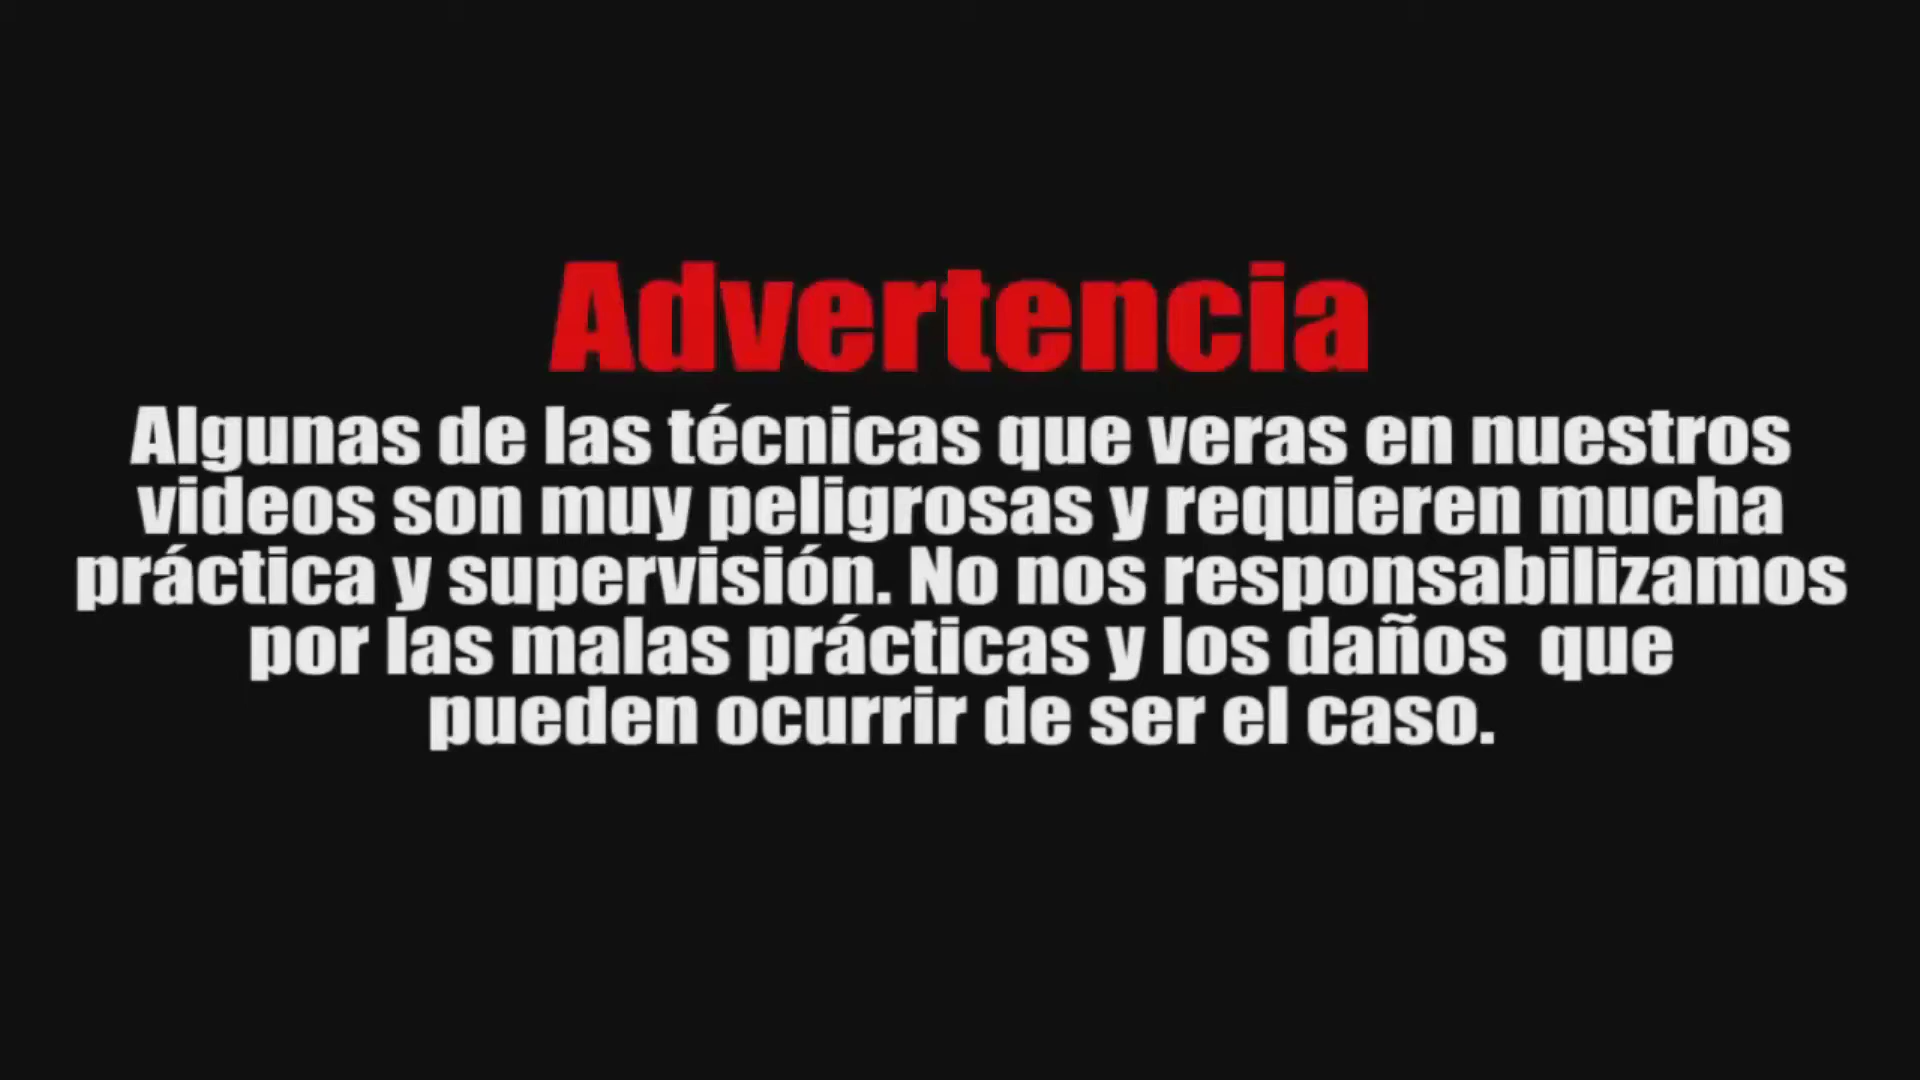 Advertencia
Algunas de las técnicas que veras en nuestros
videos son muy peligrosas y requieren mucha
práctica y supervisión. No nos responsabilizamos
por las malas prácticas y los daños  que
pueden ocurrir de ser el caso.